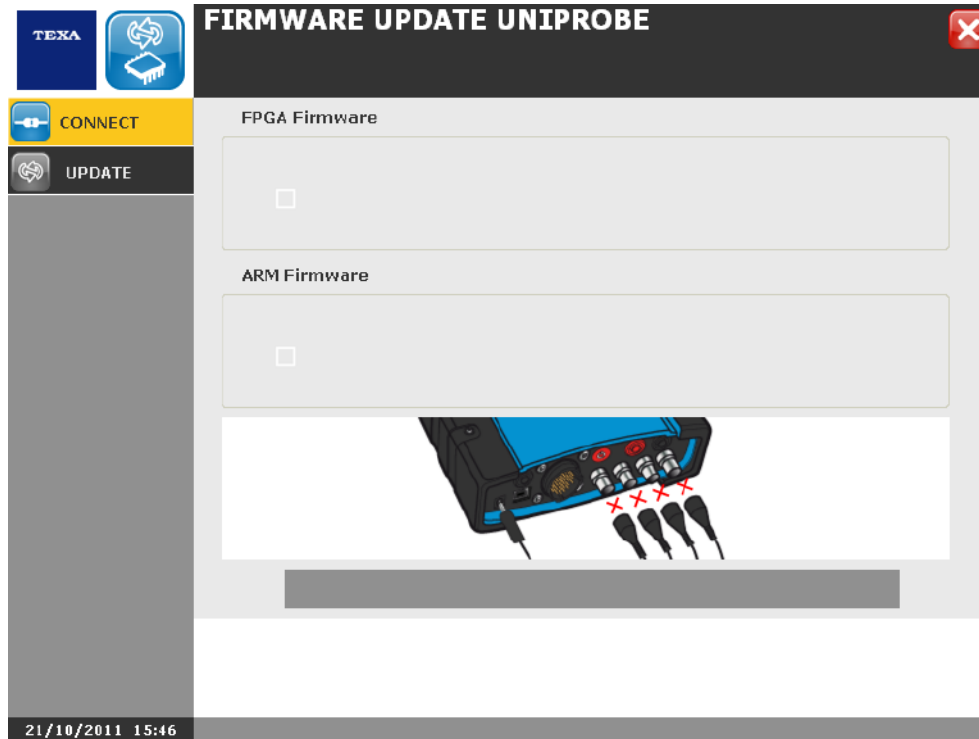 TEXA
FIRMWARE UPDATE UNIPROBE
CONNECT
UPDATE
FPGA Firmware
ARM Firmware
21/10/2011 15:46